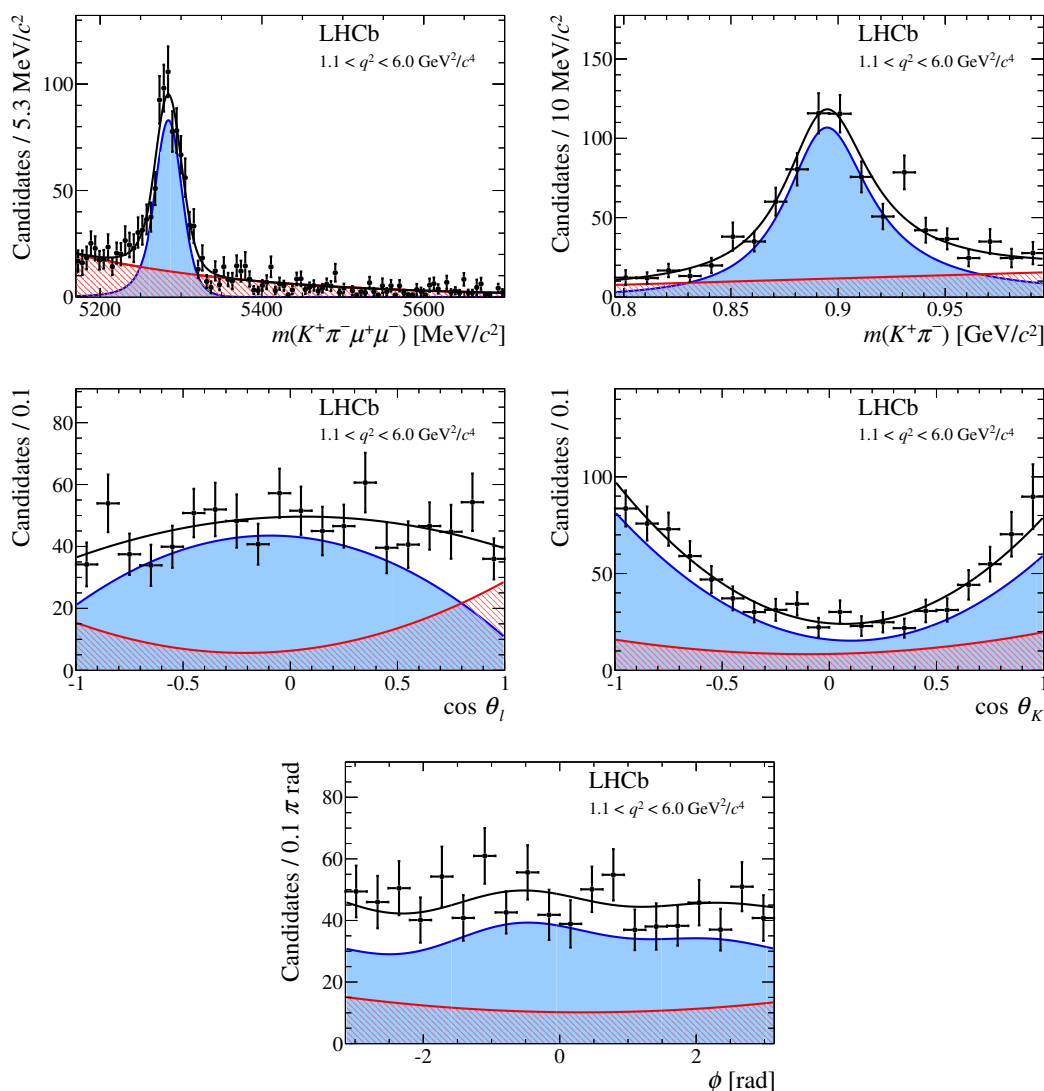 LHCb
1.1 < q² < 6.0 GeV²/c⁴
Candidates / 5.3 MeV/c²
100
50
0
5200
5400
5600
m(K⁺π⁻μ⁺μ⁻) [MeV/c²]
LHCb
1.1 < q² < 6.0 GeV²/c⁴
Candidates / 10 MeV/c²
150
100
50
0
0.8
0.85
0.9
0.95
m(K⁺π⁻) [GeV/c²]
LHCb
1.1 < q² < 6.0 GeV²/c⁴
Candidates / 0.1
80
60
40
20
0
-1
-0.5
0
0.5
1
cos θ_l
LHCb
1.1 < q² < 6.0 GeV²/c⁴
Candidates / 0.1
100
50
0
-1
-0.5
0
0.5
1
cos θ_K
LHCb
1.1 < q² < 6.0 GeV²/c⁴
Candidates / 0.1 π rad
80
60
40
20
0
-2
0
2
ϕ [rad]